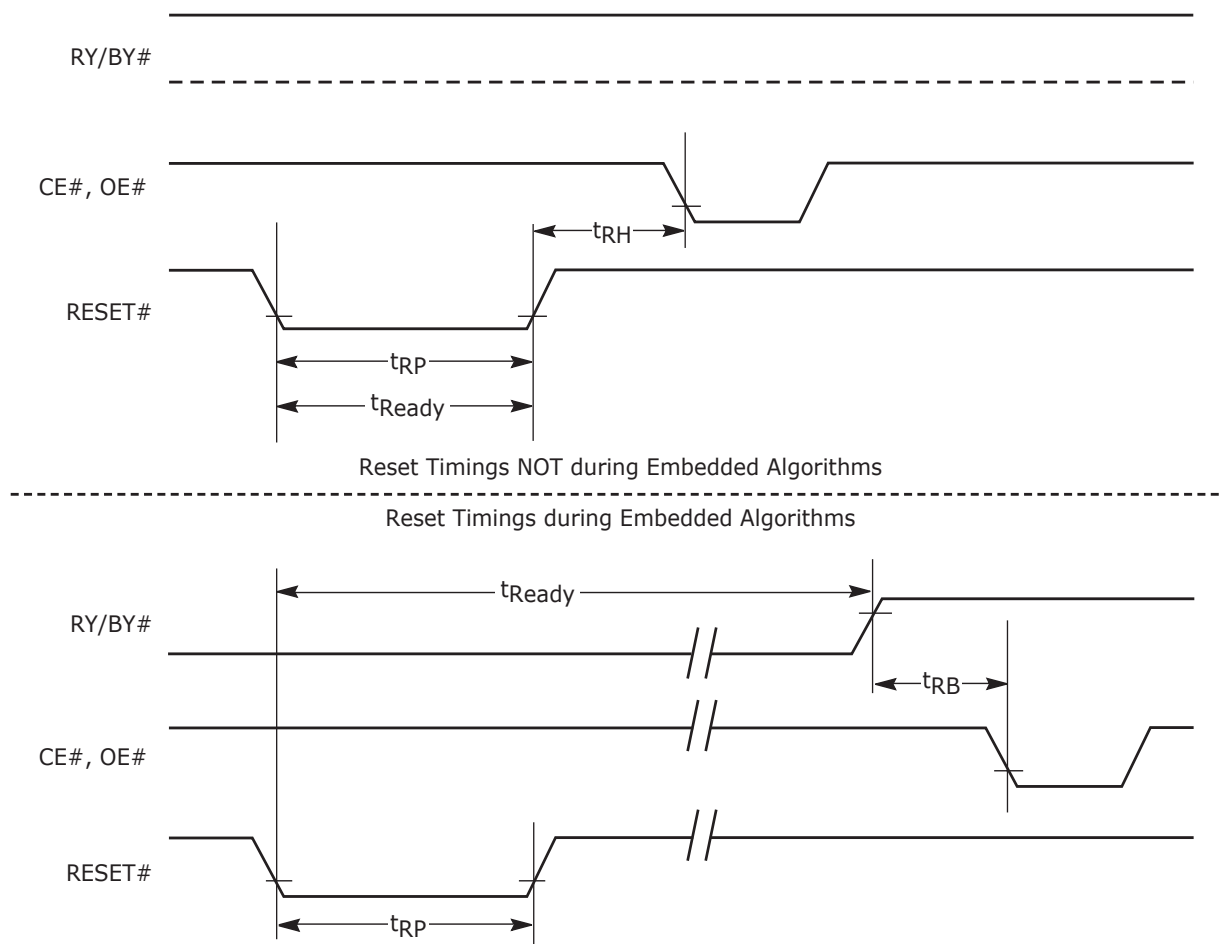 RY/BY#
CE#, OE#
tRH
RESET#
tRP
tReady
Reset Timings NOT during Embedded Algorithms
Reset Timings during Embedded Algorithms
tReady
RY/BY#
tRB
CE#, OE#
RESET#
tRP